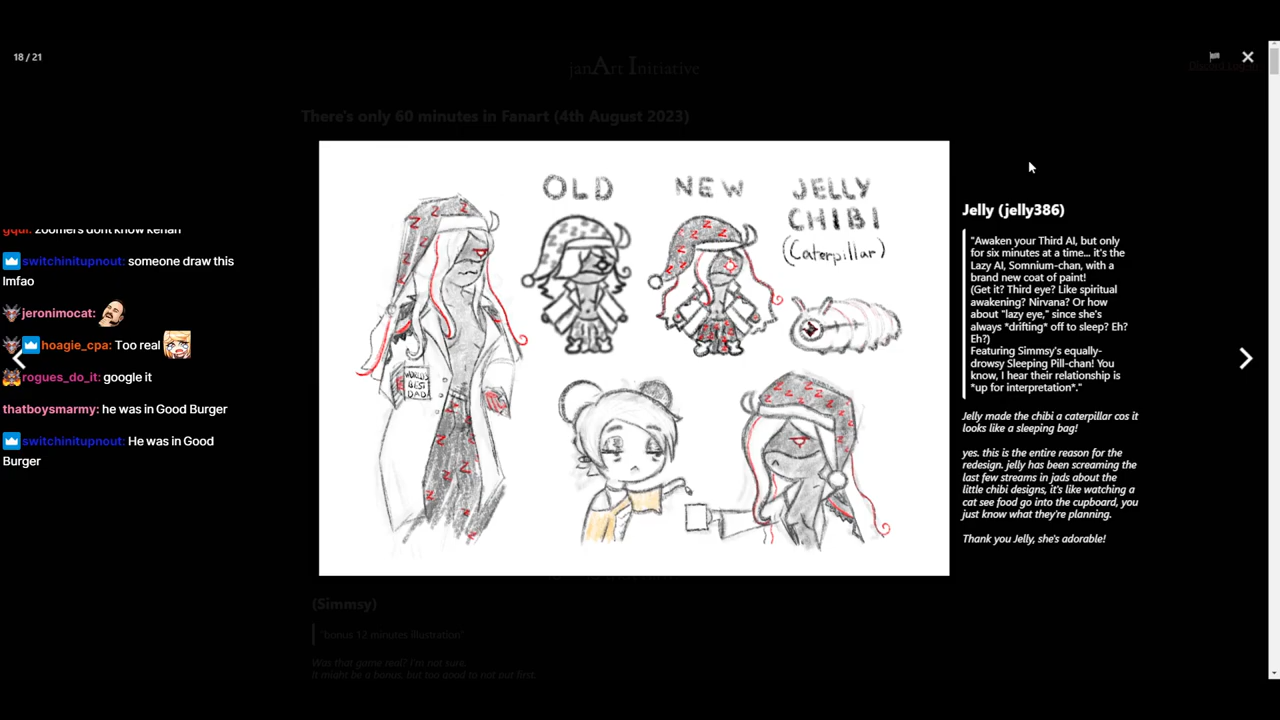 18 / 21
janArt Initiative
There's only 60 minutes in Fanart (4th August 2023)
OLD
NEW
JELLY
CHIBI
(Caterpillar)
WORLD'S
BEST
DAD
gqui: zoomers dont know kenan
switchinitupnout: someone draw this
lmfao
jeronimocat:
hoagie_cpa: Too real
rogues_do_it: google it
thatboysmarmy: he was in Good Burger
switchinitupnout: He was in Good
Burger
Jelly (jelly386)
"Awaken your Third AI, but only
for six minutes at a time... it's the
Lazy AI, Somnium-chan, with a
brand new coat of paint!
(Get it? Third eye? Like spiritual
awakening? Nirvana? Or how
about "lazy eye," since she's
always *drifting* off to sleep? Eh?
Eh?)
Featuring Simmsy's equally-
drowsy Sleeping Pill-chan! You
know, I hear their relationship is
*up for interpretation*."
Jelly made the chibi a caterpillar cos it
looks like a sleeping bag!
yes. this is the entire reason for the
redesign. jelly has been screaming the
last few streams in jads about the
little chibi designs, it's like watching a
cat see food go into the cupboard, you
just know what they're planning.
Thank you Jelly, she's adorable!
(Simmsy)
"bonus 12 minutes illustration"
Was that game real? I'm not sure.
It might be a bonus, but too good to not put first.